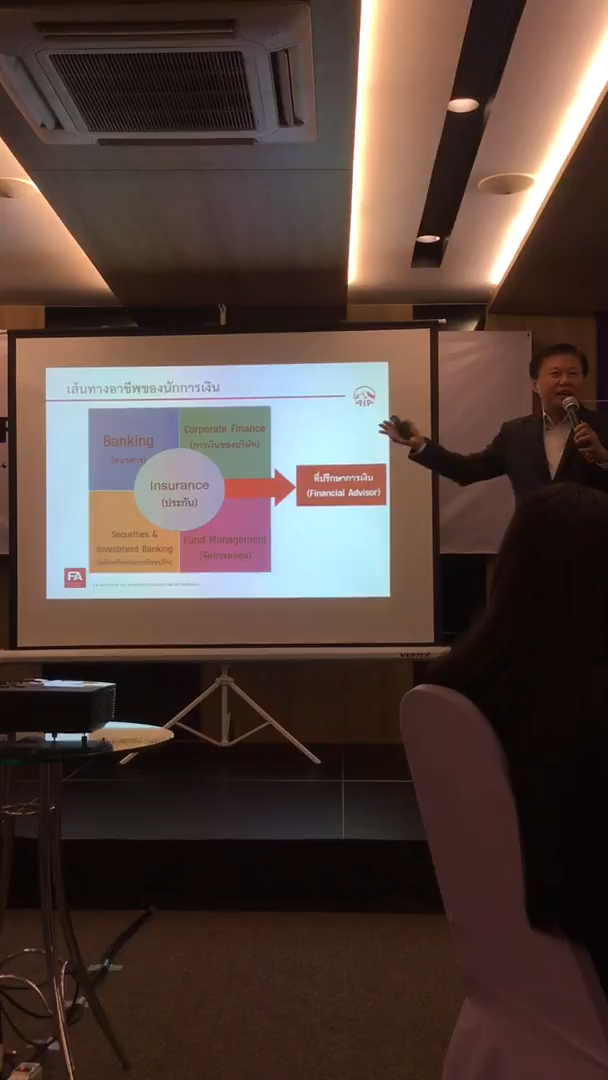 เส้นทางอาชีพของนักการเงิน
AIA
Banking
(ธนาคาร)
Corporate Finance
(การเงินของบริษัท)
Insurance
(ประกัน)
ที่ปรึกษาการเงิน
(Financial Advisor)
Securities &
Investment Banking
Fund Management
(จัดการลงทุน)
FA
VERTEX